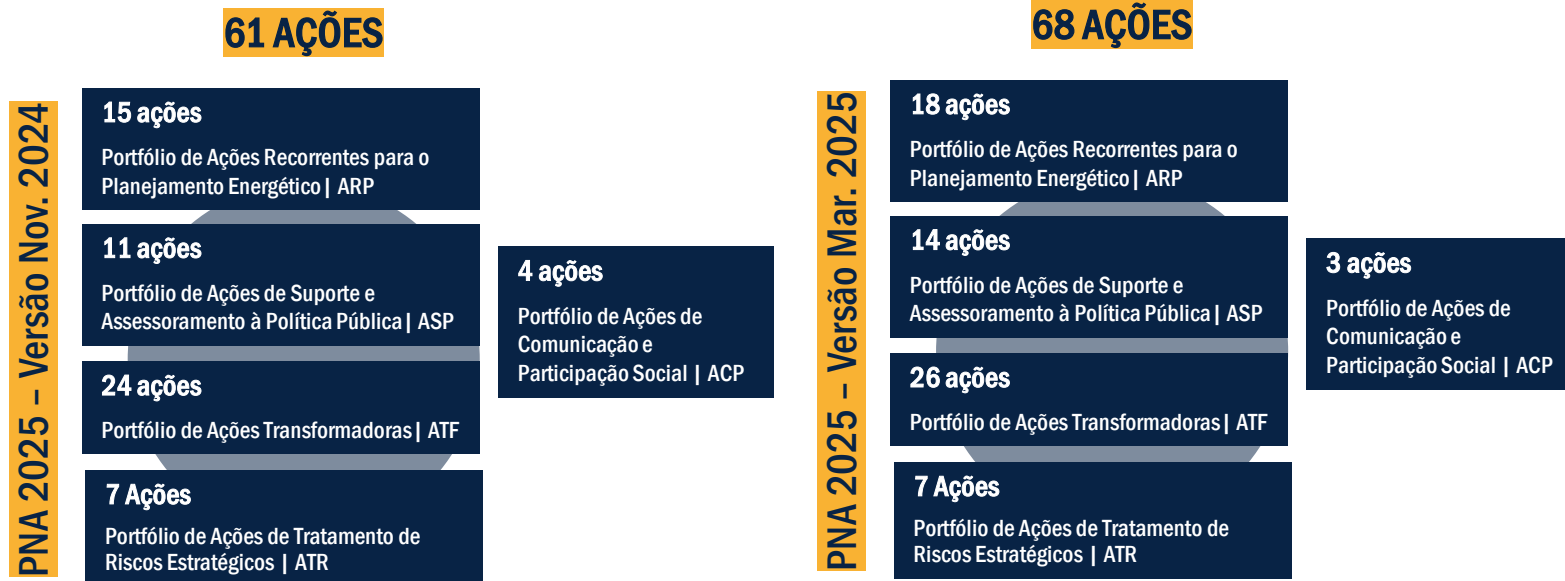 61 AÇÕES
PNA 2025 – Versão Nov. 2024
15 ações
Portfólio de Ações Recorrentes para o
Planejamento Energético | ARP
11 ações
Portfólio de Ações de Suporte e
Assessoramento à Política Pública | ASP
24 ações
Portfólio de Ações Transformadoras | ATF
7 Ações
Portfólio de Ações de Tratamento de
Riscos Estratégicos | ATR
4 ações
Portfólio de Ações de
Comunicação e
Participação Social | ACP
68 AÇÕES
PNA 2025 – Versão Mar. 2025
18 ações
Portfólio de Ações Recorrentes para o
Planejamento Energético | ARP
14 ações
Portfólio de Ações de Suporte e
Assessoramento à Política Pública | ASP
26 ações
Portfólio de Ações Transformadoras | ATF
7 Ações
Portfólio de Ações de Tratamento de
Riscos Estratégicos | ATR
3 ações
Portfólio de Ações de
Comunicação e
Participação Social | ACP